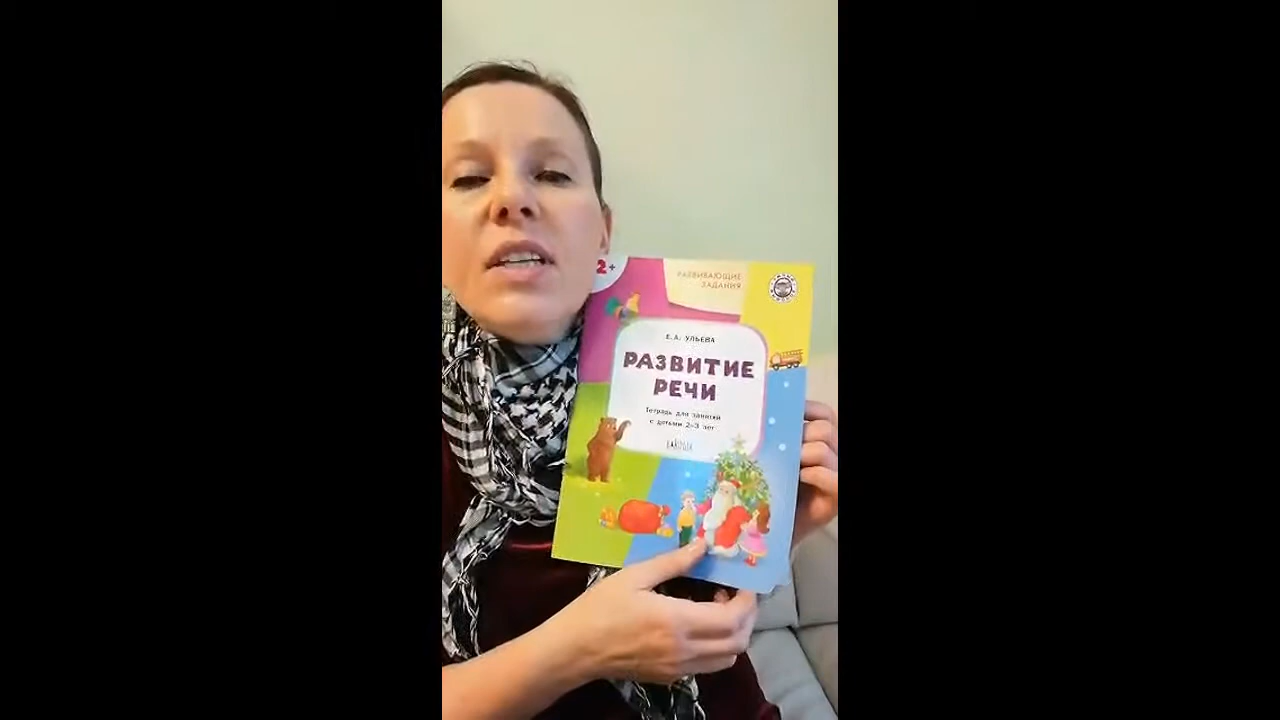 2+
РАЗВИВАЮЩИЕ
ЗАДАНИЯ
Е.А. УЛЬЕВА
РАЗВИТИЕ
РЕЧИ
Тетрадь для занятий
с детьми 2–3 лет